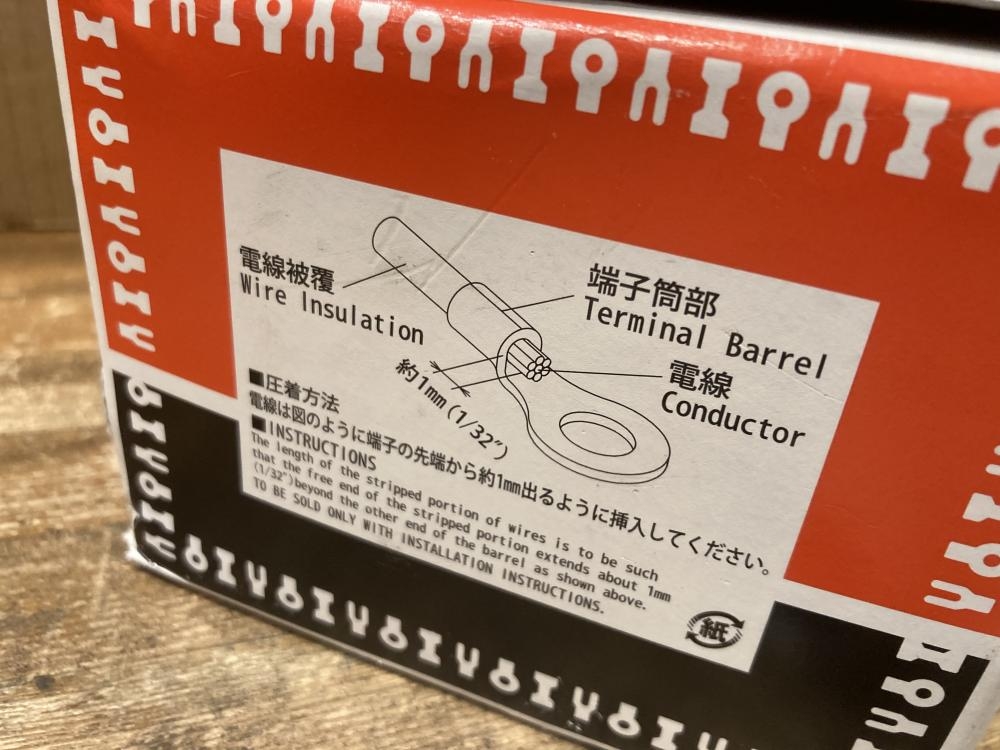 電線被覆
Wire Insulation
端子筒部
Terminal Barrel
電線
Conductor
約1mm(1/32")
■圧着方法
電線は図のように端子の先端から約1mm出るように挿入してください。
■INSTRUCTIONS
The length of the stripped portion of wires is to be such
that the free end of the stripped portion extends about 1mm
(1/32")beyond the other end of the barrel as shown above.
TO BE SOLD ONLY WITH INSTALLATION INSTRUCTIONS.
紙